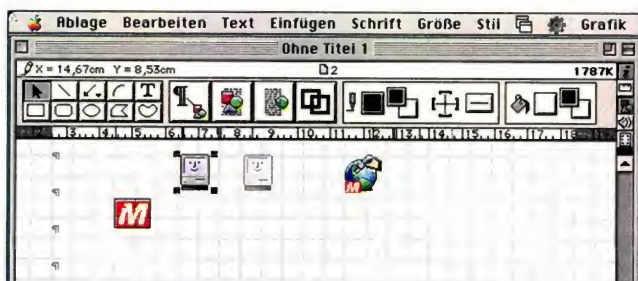 Ablage Bearbeiten Text Einfügen Schrift Größe Stil Grafik
Ohne Titel 1
X = 14,67cm Y = 8,53cm 2 1787K
T ¶
3 4 5 6 7 8 9 10 11 12 13 14 15 16 17 18
¶
¶
M M
¶
¶